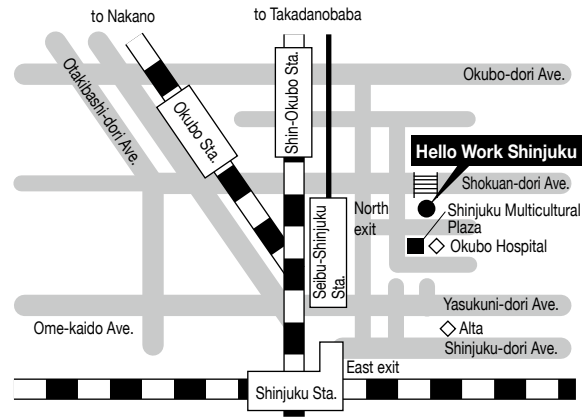 to Nakano
to Takadanobaba
Otakibashi-dori Ave.
Okubo Sta.
Shin-Okubo Sta.
Okubo-dori Ave.
Hello Work Shinjuku
Shokuan-dori Ave.
North
exit
Shinjuku Multicultural
Plaza
Okubo Hospital
Seibu-Shinjuku
Sta.
Yasukuni-dori Ave.
Ome-kaido Ave.
Alta
Shinjuku-dori Ave.
East exit
Shinjuku Sta.